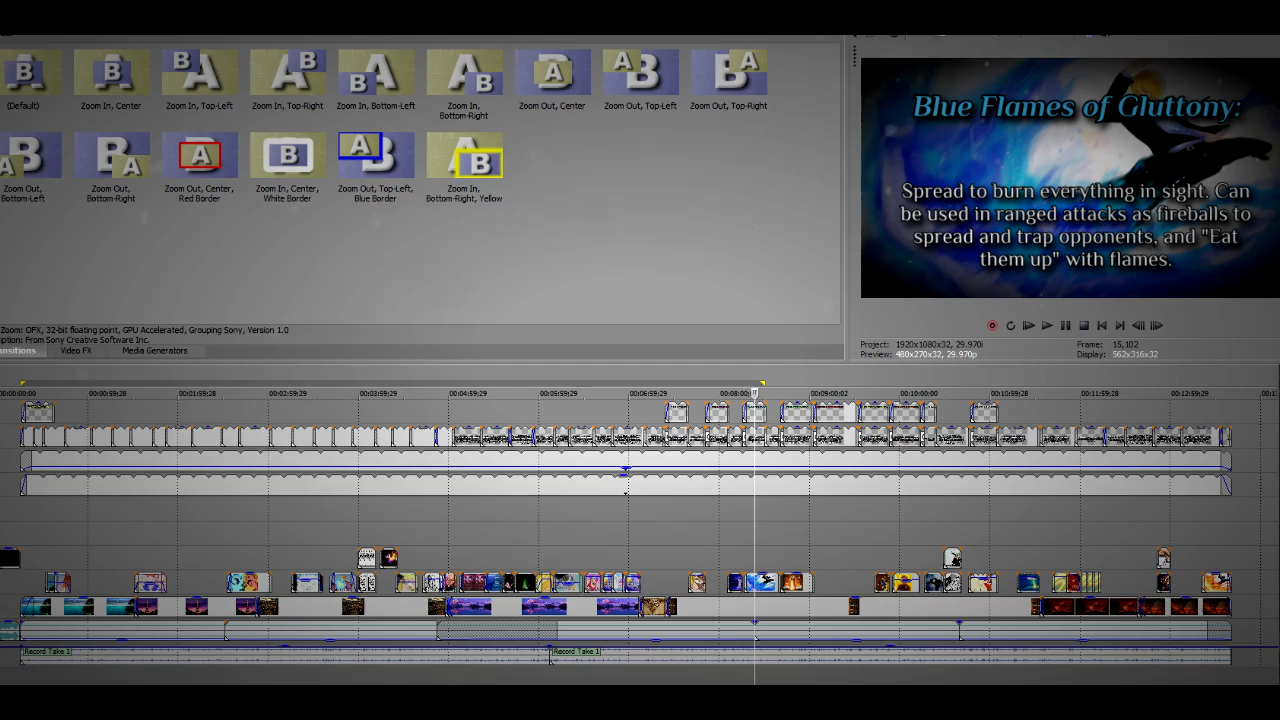 (Default)
Zoom In, Center
Zoom In, Top-Left
Zoom In, Top-Right
Zoom In, Bottom-Left
Zoom In,
Bottom-Right
Zoom Out, Center
Zoom Out, Top-Left
Zoom Out, Top-Right
Zoom Out,
Bottom-Left
Zoom Out,
Bottom-Right
Zoom Out, Center,
Red Border
Zoom In, Center,
White Border
Zoom Out, Top-Left,
Blue Border
Zoom In,
Bottom-Right, Yellow
Blue Flames of Gluttony:
Spread to burn everything in sight. Can
be used in ranged attacks as fireballs to
spread and trap opponents, and "Eat
them up" with flames.
Zoom: OFX, 32-bit floating point, GPU Accelerated, Grouping Sony, Version 1.0
iption: From Sony Creative Software Inc.
ansitions
Video FX
Media Generators
Project: 1920x1080x32, 29.970i
Frame: 15,102
Preview: 480x270x32, 29.970p
Display: 562x316x32
00:00:00:00
00:00:59:28
00:01:59:28
00:02:59:29
00:03:59:29
00:04:59:29
00:05:59:29
00:06:59:29
00:08:00:
00:09:00:02
00:10:00:00
00:10:59:28
00:11:59:28
00:12:59:29
Record Take 1
Record Take 1